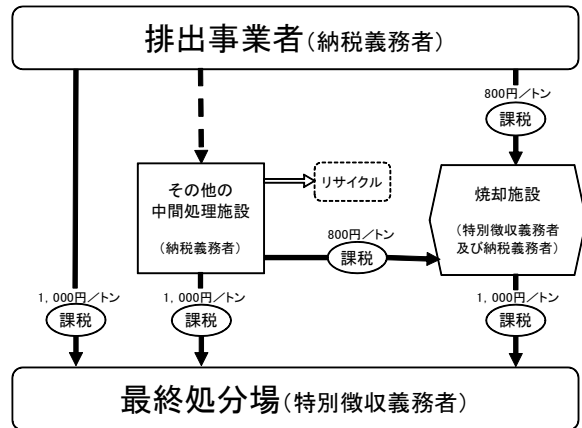 排出事業者(納税義務者)
800円／トン
課税
その他の
中間処理施設
(納税義務者)
リサイクル
焼却施設
(特別徴収義務者
及び納税義務者)
800円／トン
課税
1,000円／トン
課税
1,000円／トン
課税
1,000円／トン
課税
最終処分場(特別徴収義務者)